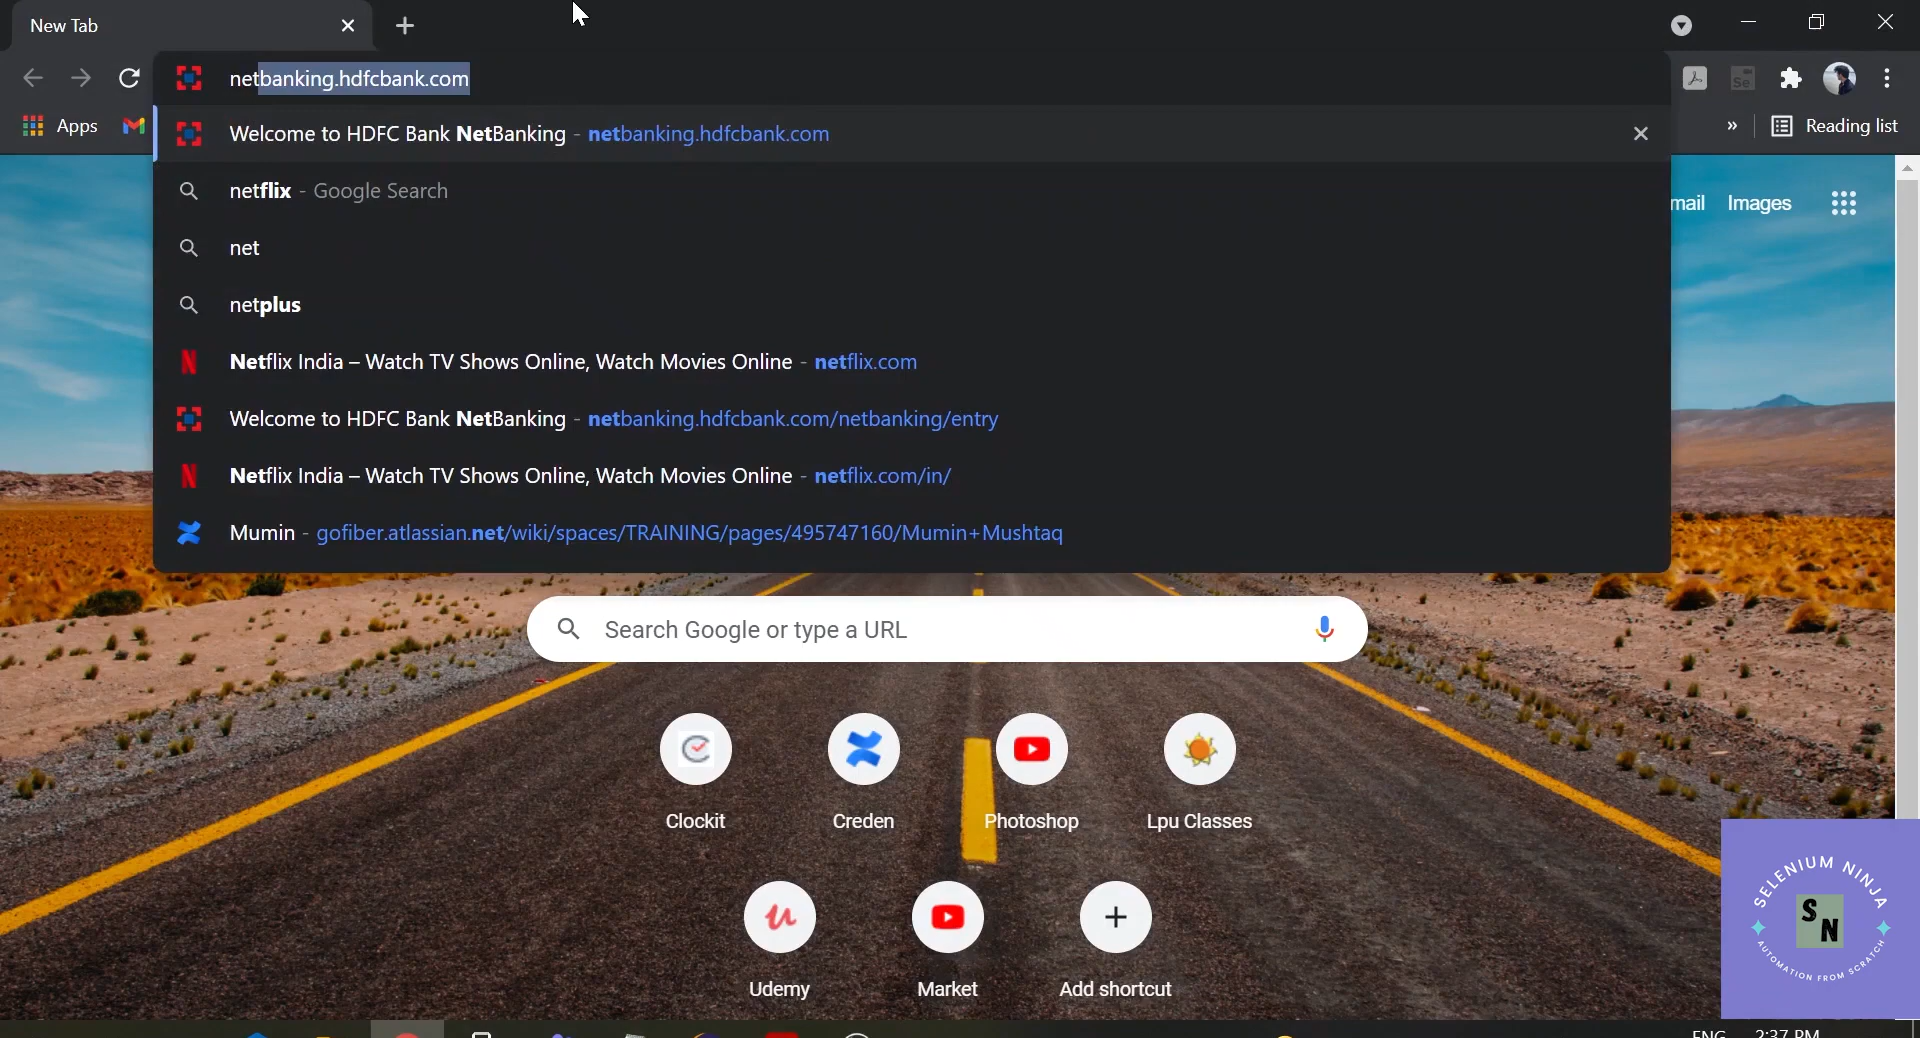 New Tab
netbanking.hdfcbank.com
Apps
Reading list
Welcome to HDFC Bank NetBanking - netbanking.hdfcbank.com
netflix - Google Search
mail Images
net
netplus
Netflix India – Watch TV Shows Online, Watch Movies Online - netflix.com
Welcome to HDFC Bank NetBanking - netbanking.hdfcbank.com/netbanking/entry
Netflix India – Watch TV Shows Online, Watch Movies Online - netflix.com/in/
Mumin - gofiber.atlassian.net/wiki/spaces/TRAINING/pages/495747160/Mumin+Mushtaq
Search Google or type a URL
Clockit
Creden
Photoshop
Lpu Classes
Udemy
Market
Add shortcut
SELENIUM NINJA
S N
AUTOMATION FROM SCRATCH
ENG 2:37 PM